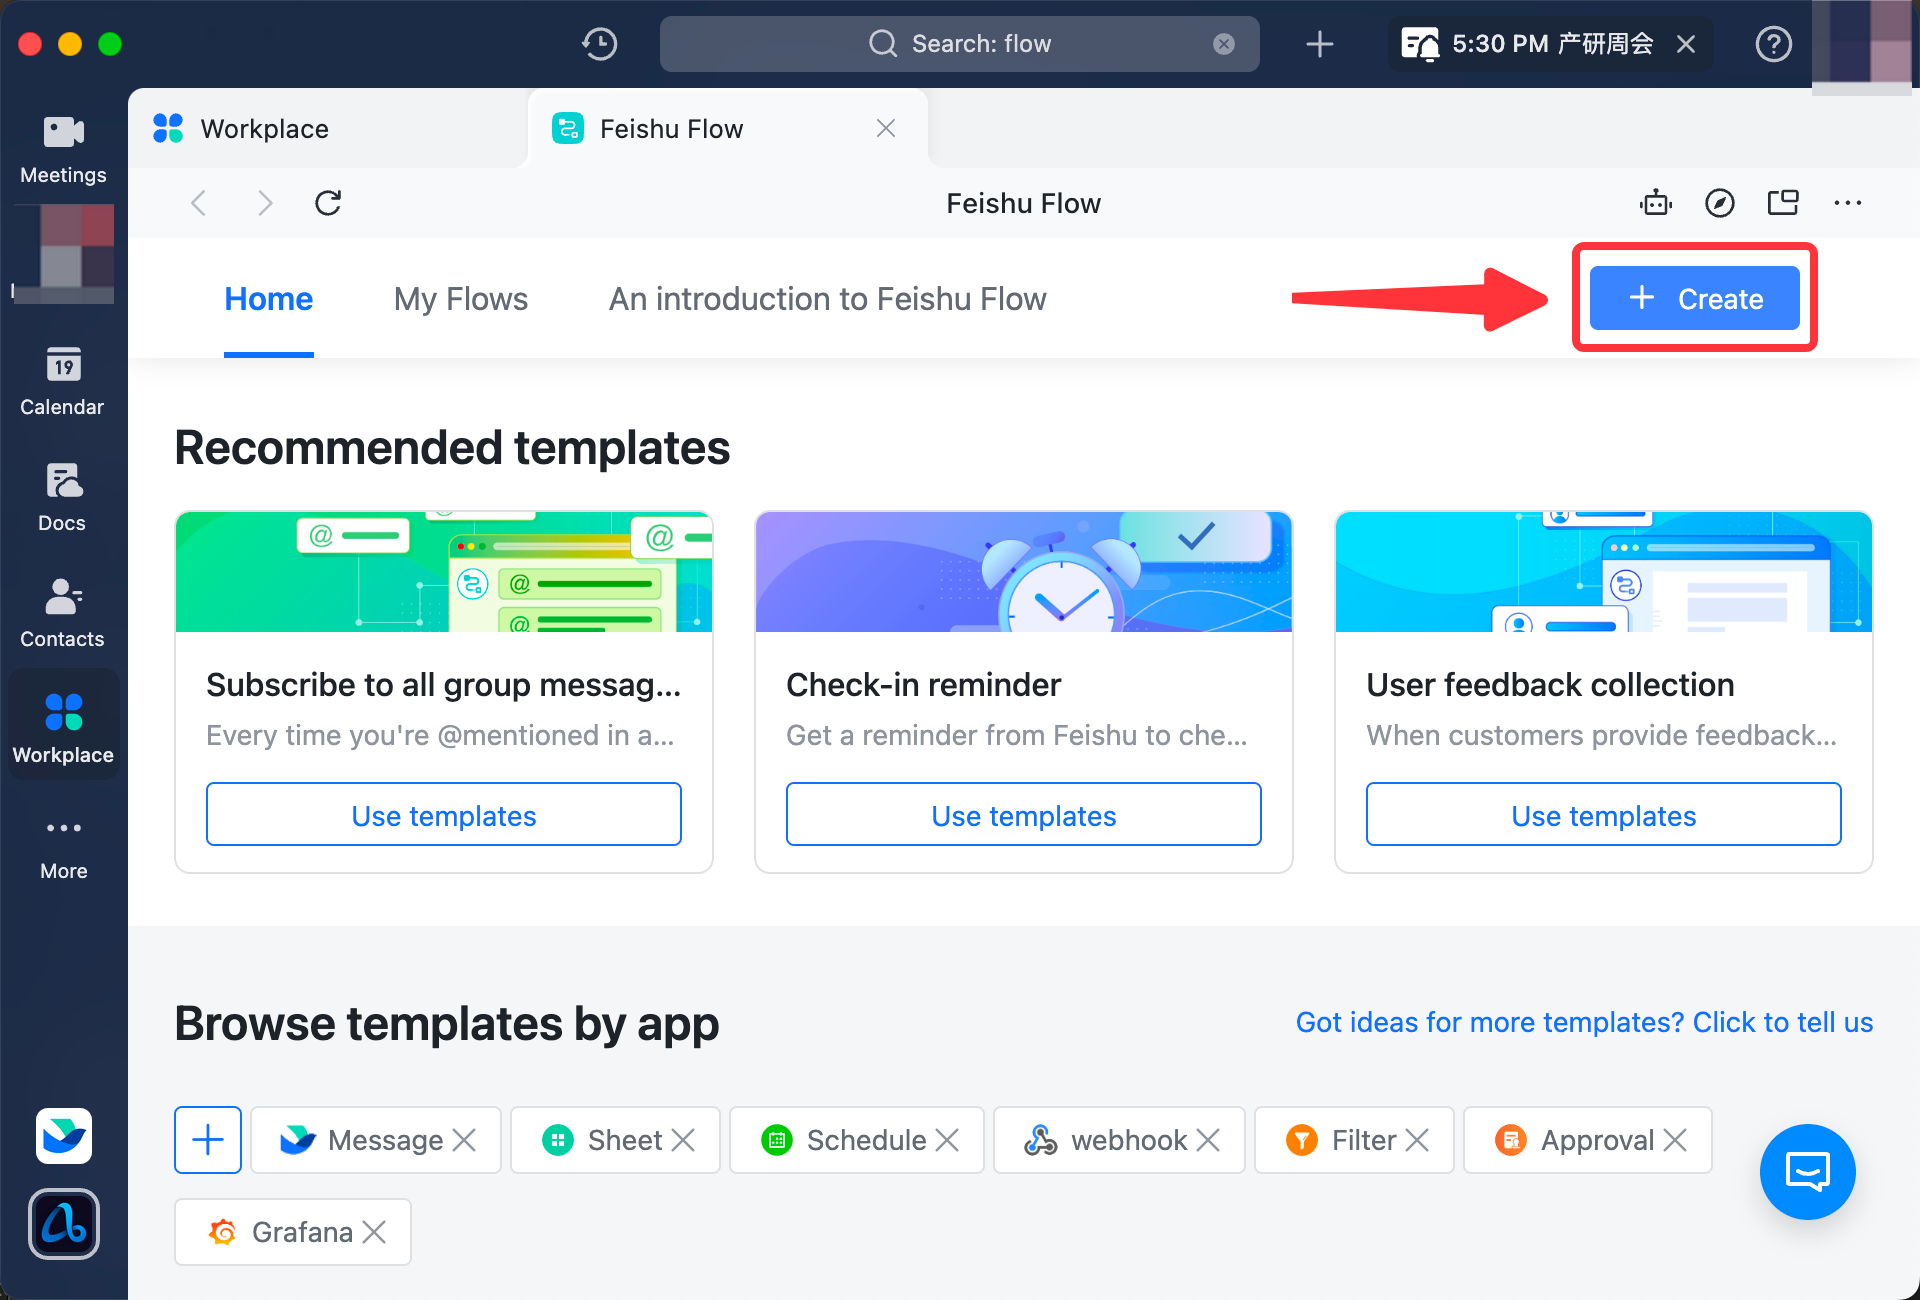 Search: flow
5:30 PM 产研周会
Workplace
Feishu Flow
Meetings
Feishu Flow
Home
My Flows
An introduction to Feishu Flow
Create
19
Calendar
Recommended templates
Docs
Contacts
Workplace
More
@
@
@
@
Subscribe to all group messag...
Every time you're @mentioned in a...
Use templates
Check-in reminder
Get a reminder from Feishu to che...
Use templates
User feedback collection
When customers provide feedback...
Use templates
Browse templates by app
Got ideas for more templates? Click to tell us
Message
Sheet
Schedule
webhook
Filter
Approval
Grafana